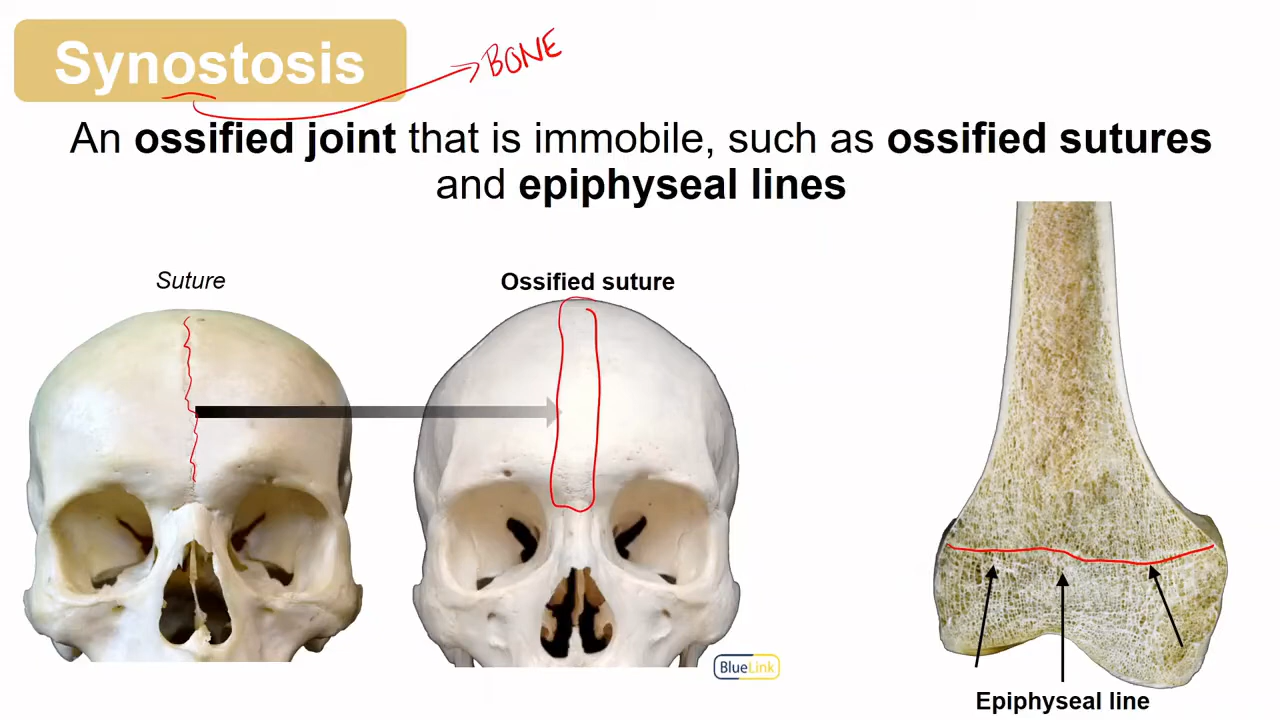 Synostosis
BONE
An ossified joint that is immobile, such as ossified sutures
and epiphyseal lines
Suture
Ossified suture
BlueLink
Epiphyseal line